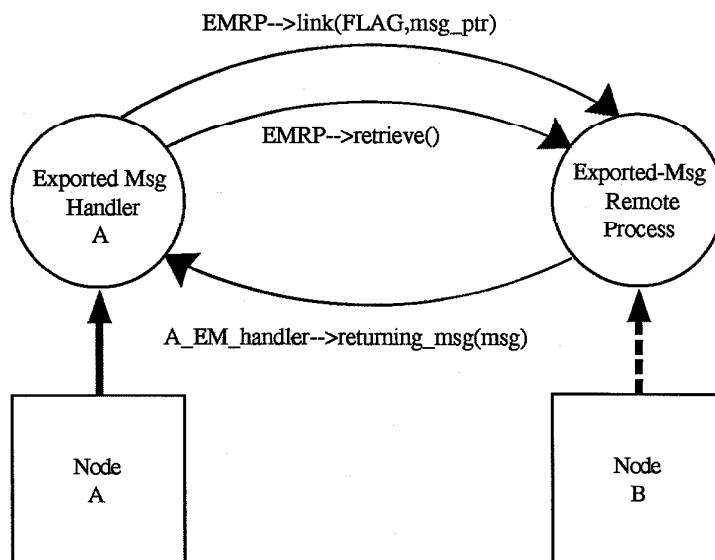 EMRP-->link(FLAG,msg_ptr)
EMRP-->retrieve()
Exported Msg
Handler
A
Exported-Msg
Remote
Process
A_EM_handler-->returning_msg(msg)
Node
A
Node
B